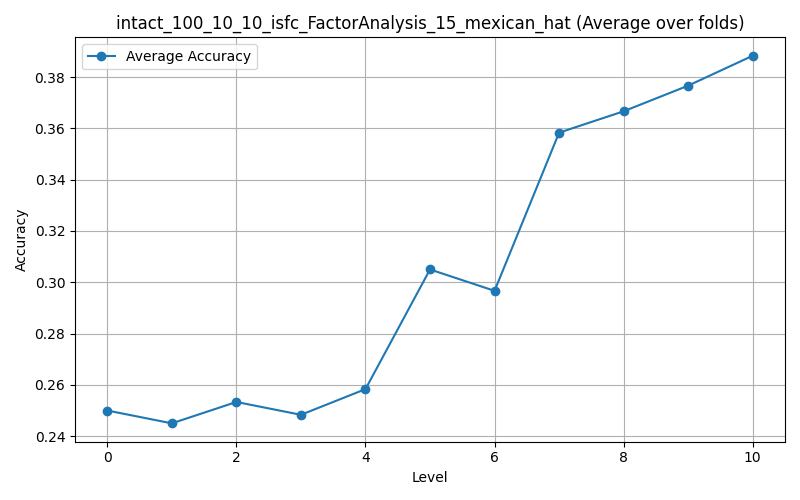 intact_100_10_10_isfc_FactorAnalysis_15_mexican_hat (Average over folds)
Average Accuracy
0.38
0.36
0.34
0.32
0.30
0.28
0.26
0.24
Accuracy
0 2 4 6 8 10
Level